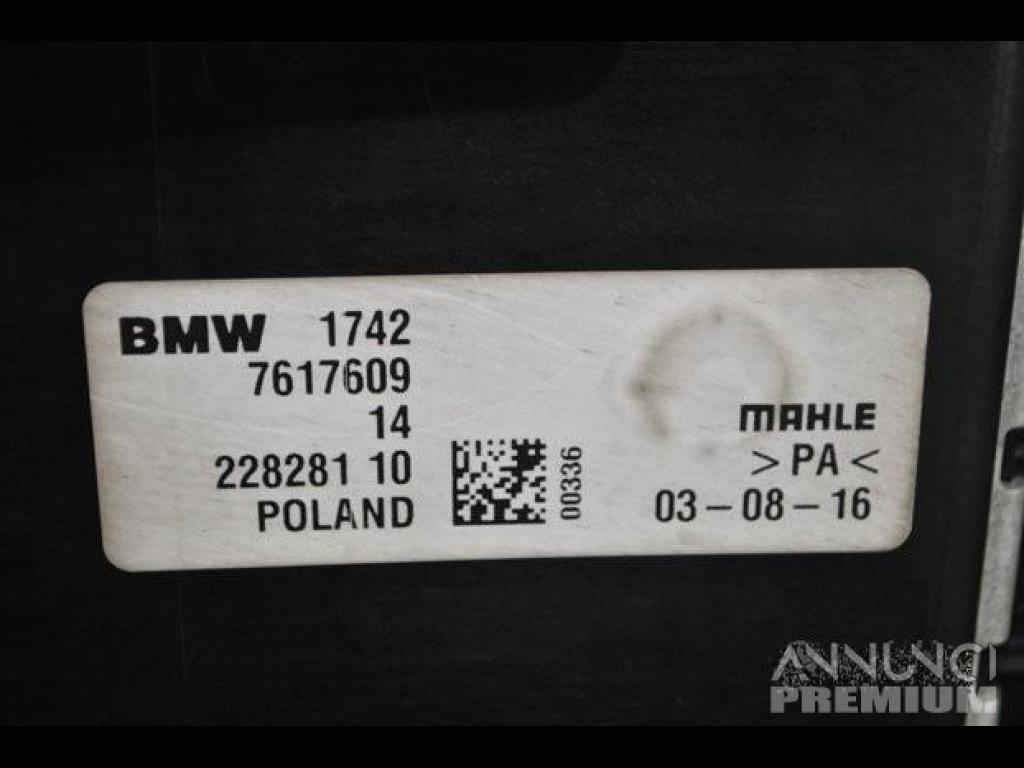 BMW 1742
7617609
14
228281 10
POLAND
00336
MAHLE
>PA<
03-08-16
ANNUNCI
PREMIUM